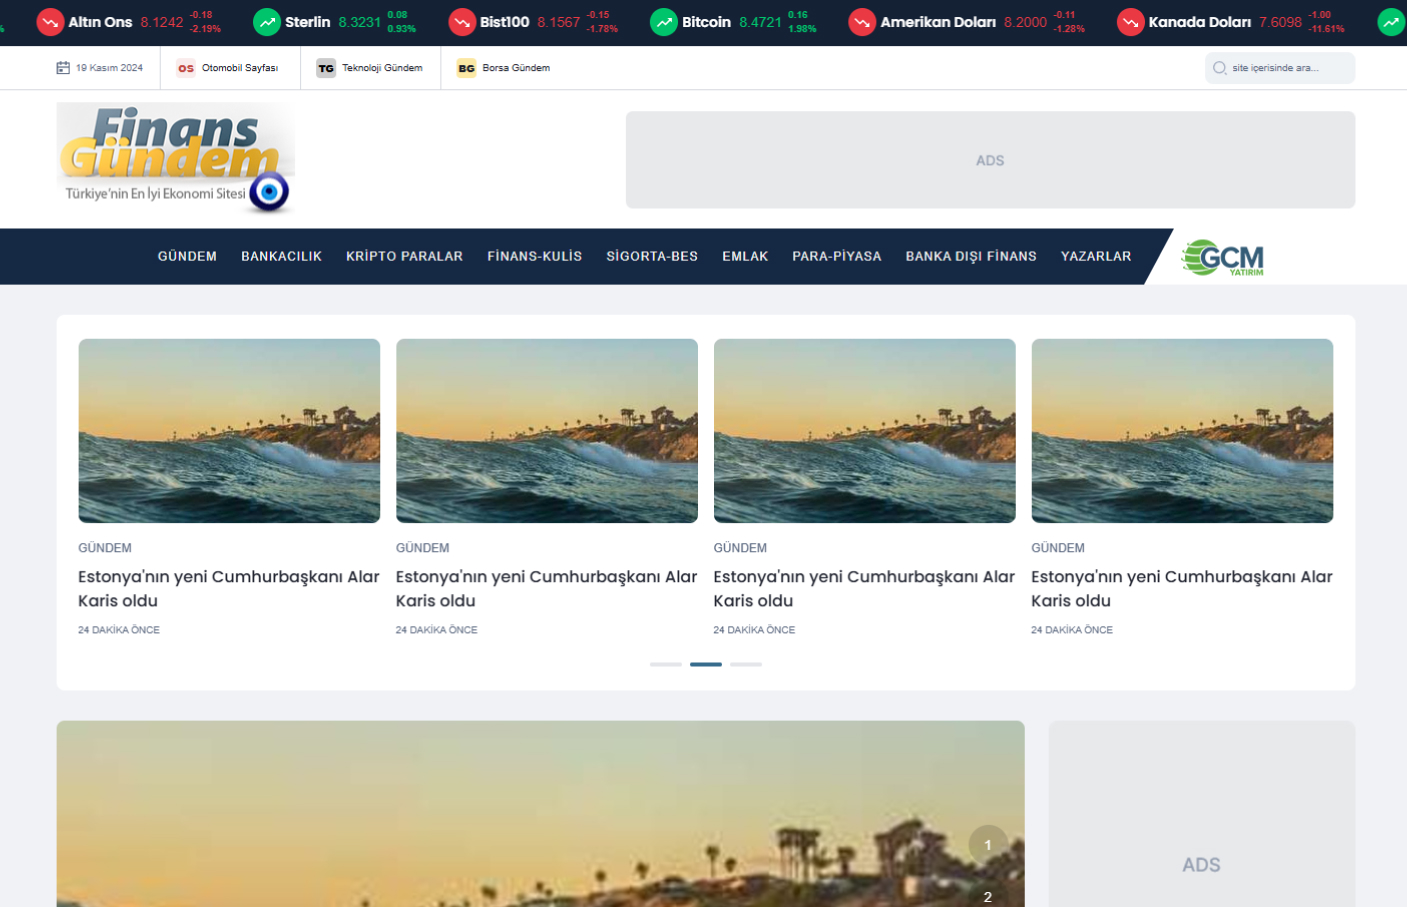 %
Altın Ons 8.1242 -0.18 -2.19%
Sterlin 8.3231 0.08 0.93%
Bist100 8.1567 -0.15 -1.78%
Bitcoin 8.4721 0.16 1.98%
Amerikan Doları 8.2000 -0.11 -1.28%
Kanada Doları 7.6098 -1.00 -11.61%
19 Kasım 2024
OS Otomobil Sayfası
TG Teknoloji Gündem
BG Borsa Gündem
site içerisinde ara...
Finans
Gündem
Türkiye'nin En İyi Ekonomi Sitesi
ADS
GÜNDEM BANKACILIK KRİPTO PARALAR FİNANS-KULİS SİGORTA-BES EMLAK PARA-PİYASA BANKA DIŞI FİNANS YAZARLAR
GCM
YATIRIM
GÜNDEM
Estonya'nın yeni Cumhurbaşkanı Alar
Karis oldu
24 DAKİKA ÖNCE
GÜNDEM
Estonya'nın yeni Cumhurbaşkanı Alar
Karis oldu
24 DAKİKA ÖNCE
GÜNDEM
Estonya'nın yeni Cumhurbaşkanı Alar
Karis oldu
24 DAKİKA ÖNCE
GÜNDEM
Estonya'nın yeni Cumhurbaşkanı Alar
Karis oldu
24 DAKİKA ÖNCE
1
2
ADS